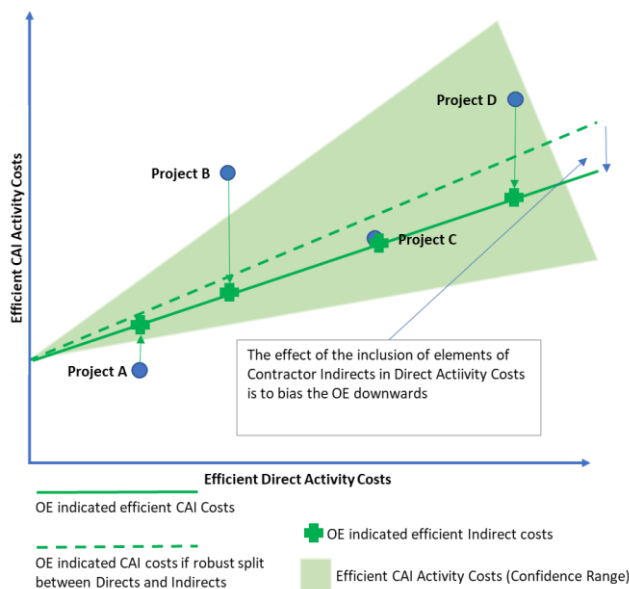 Efficient CAI Activity Costs
Project D
Project B
Project C
Project A
The effect of the inclusion of elements of
Contractor Indirects in Direct Actiivity Costs
is to bias the OE downwards
Efficient Direct Activity Costs
OE indicated efficient CAI Costs
OE indicated CAI costs if robust split
between Directs and Indirects
OE indicated efficient Indirect costs
Efficient CAI Activity Costs (Confidence Range)